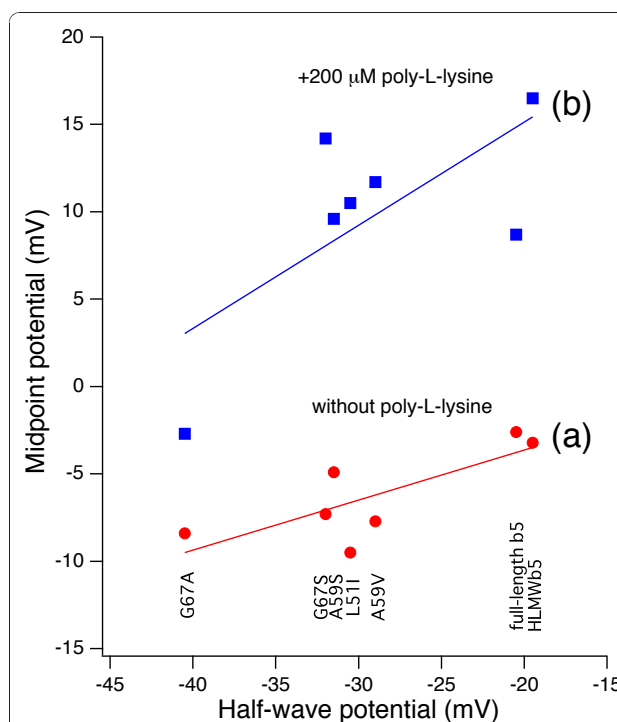 20
15
10
5
0
-5
-10
-15
Midpoint potential (mV)
+200 μM poly-L-lysine
(b)
without poly-L-lysine
(a)
G67A
G67S
A59S
L51I
A59V
full-length b5
HLMWb5
-45 -40 -35 -30 -25 -20 -15
Half-wave potential (mV)